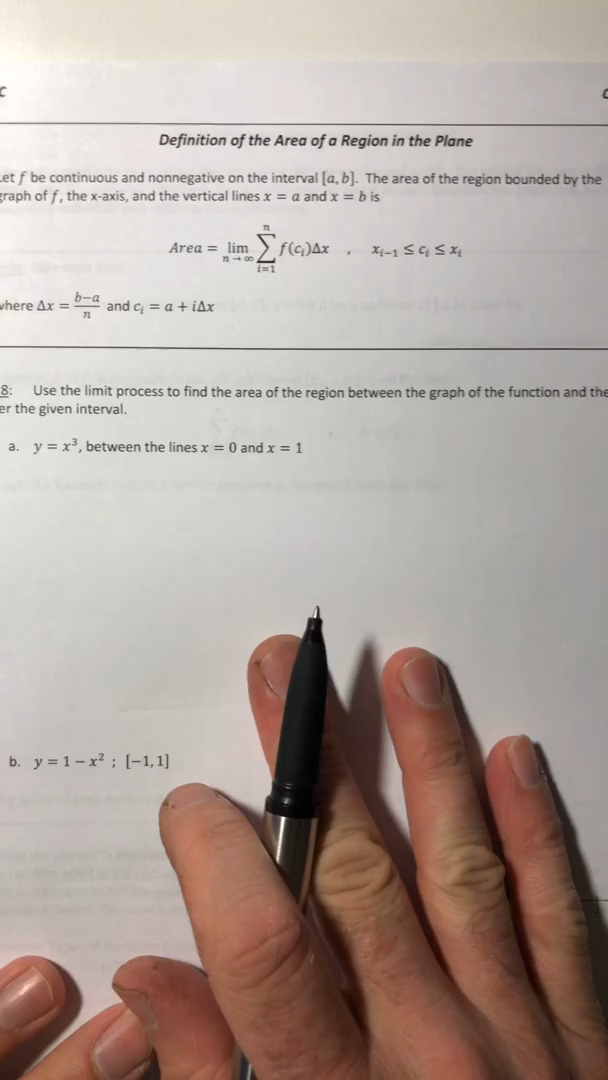 C
Definition of the Area of a Region in the Plane
Let f be continuous and nonnegative on the interval [a, b]. The area of the region bounded by the
graph of f, the x-axis, and the vertical lines x = a and x = b is
Area = lim_{n→∞} ∑_{i=1}^{n} f(c_i)Δx , x_{i−1} ≤ c_i ≤ x_i
where Δx = \frac{b−a}{n} and c_i = a + iΔx
8: Use the limit process to find the area of the region between the graph of the function and the
er the given interval.
a. y = x³, between the lines x = 0 and x = 1
b. y = 1 − x² ; [−1, 1]